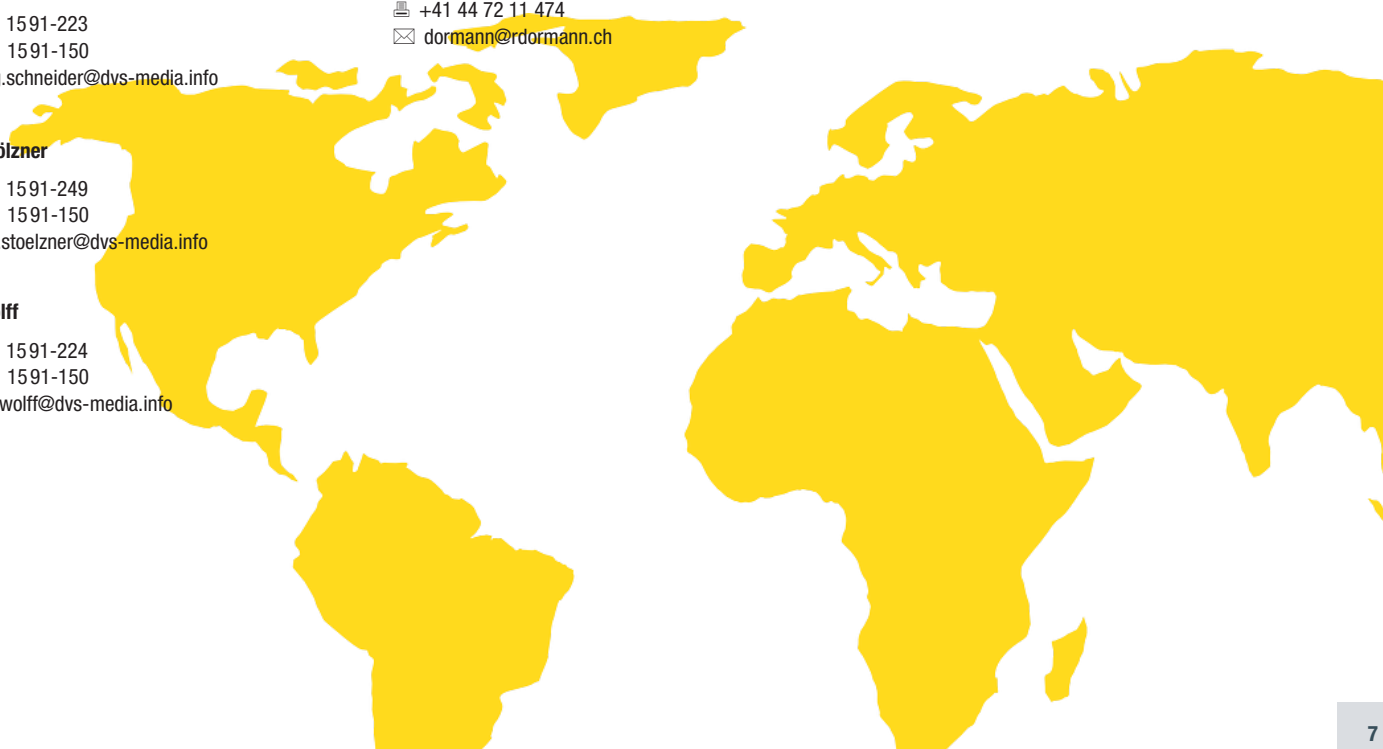 1591-223
1591-150
.schneider@dvs-media.info
ölzner
1591-249
1591-150
.stoelzner@dvs-media.info
lff
1591-224
1591-150
wolff@dvs-media.info
+41 44 72 11 474
dormann@rdormann.ch
7